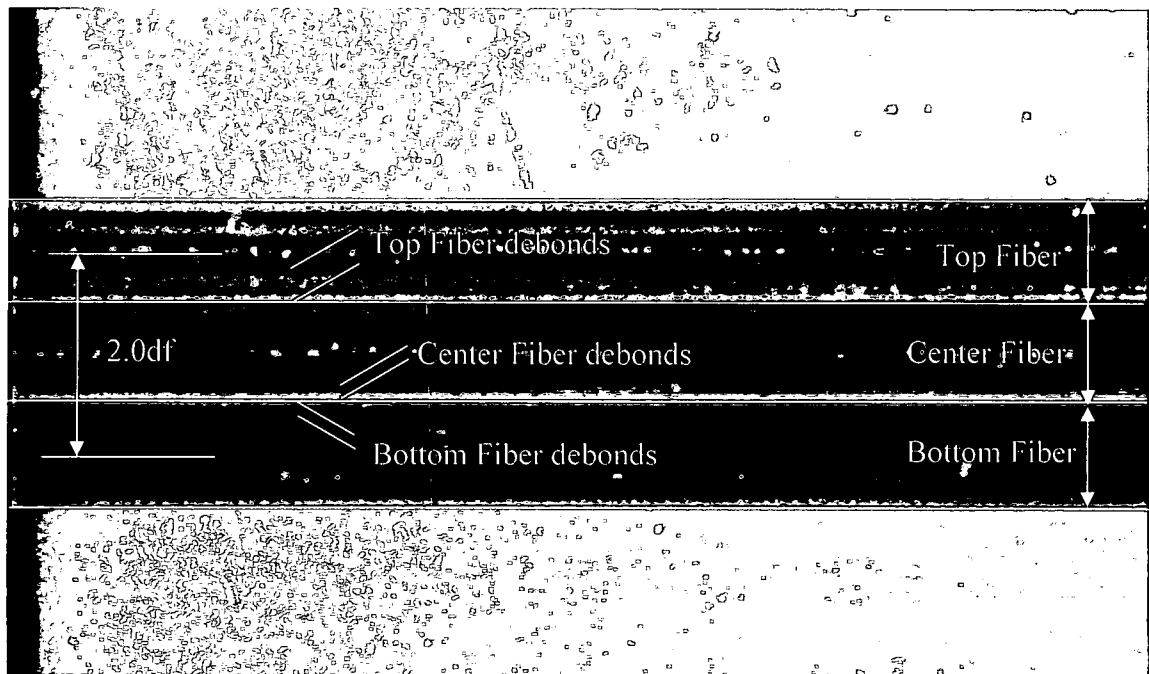 Top Fiber debonds
Top Fiber
2.0df
Center Fiber debonds
Center Fiber
Bottom Fiber debonds
Bottom Fiber